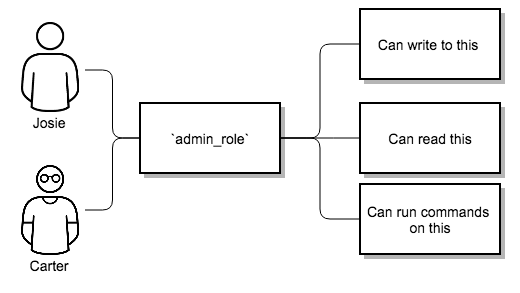 Josie
Carter
`admin_role`
Can write to this
Can read this
Can run commands
on this